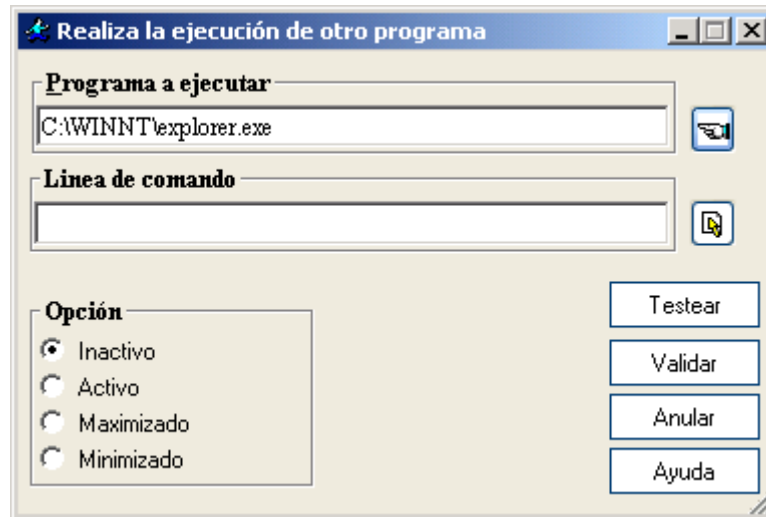 Realiza la ejecución de otro programa
Programa a ejecutar
C:\WINNT\explorer.exe
Linea de comando
Opción
Inactivo
Activo
Maximizado
Minimizado
Testear
Validar
Anular
Ayuda